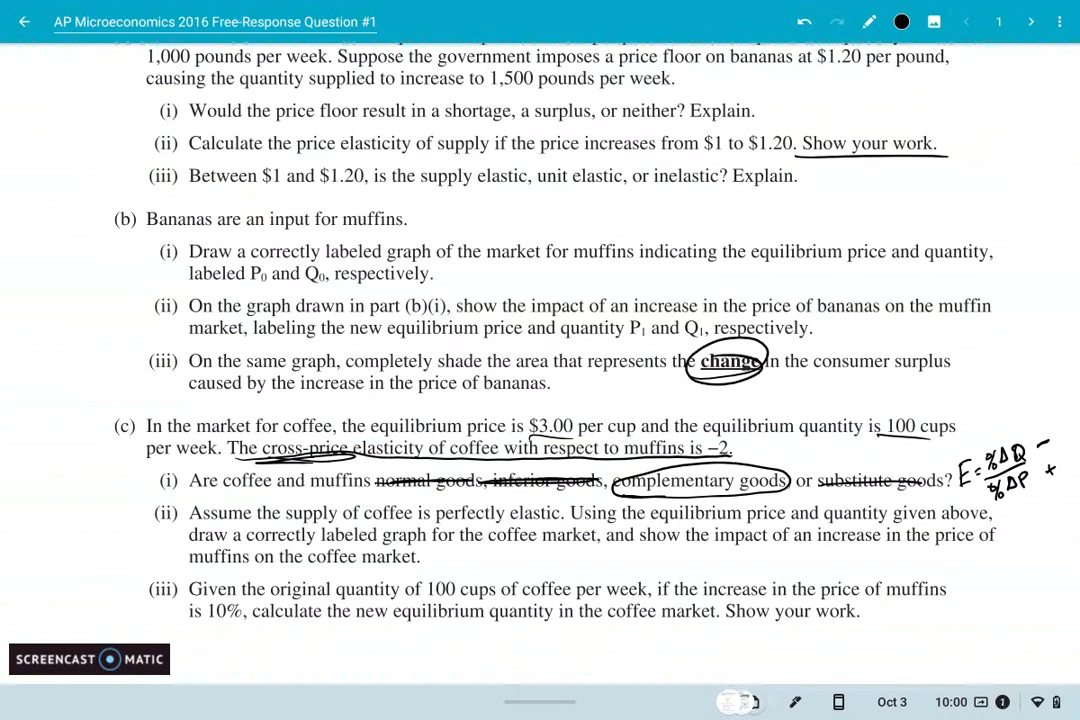 AP Microeconomics 2016 Free-Response Question #1
1
1,000 pounds per week. Suppose the government imposes a price floor on bananas at $1.20 per pound,
causing the quantity supplied to increase to 1,500 pounds per week.
(i) Would the price floor result in a shortage, a surplus, or neither? Explain.
(ii) Calculate the price elasticity of supply if the price increases from $1 to $1.20. Show your work.
(iii) Between $1 and $1.20, is the supply elastic, unit elastic, or inelastic? Explain.
(b) Bananas are an input for muffins.
(i) Draw a correctly labeled graph of the market for muffins indicating the equilibrium price and quantity,
labeled P₀ and Q₀, respectively.
(ii) On the graph drawn in part (b)(i), show the impact of an increase in the price of bananas on the muffin
market, labeling the new equilibrium price and quantity P₁ and Q₁, respectively.
(iii) On the same graph, completely shade the area that represents the change in the consumer surplus
caused by the increase in the price of bananas.
(c) In the market for coffee, the equilibrium price is $3.00 per cup and the equilibrium quantity is 100 cups
per week. The cross-price elasticity of coffee with respect to muffins is −2.
(i) Are coffee and muffins normal goods, inferior goods, complementary goods or substitute goods?
E = %ΔQ −
%ΔP +
(ii) Assume the supply of coffee is perfectly elastic. Using the equilibrium price and quantity given above,
draw a correctly labeled graph for the coffee market, and show the impact of an increase in the price of
muffins on the coffee market.
(iii) Given the original quantity of 100 cups of coffee per week, if the increase in the price of muffins
is 10%, calculate the new equilibrium quantity in the coffee market. Show your work.
SCREENCAST MATIC
Oct 3 10:00 1